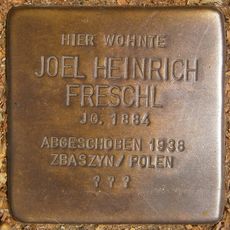 HIER WOHNTE
JOEL HEINRICH
FRESCHL
JG. 1884
ABGESCHOBEN 1938
ZBASZYN / POLEN
? ? ?